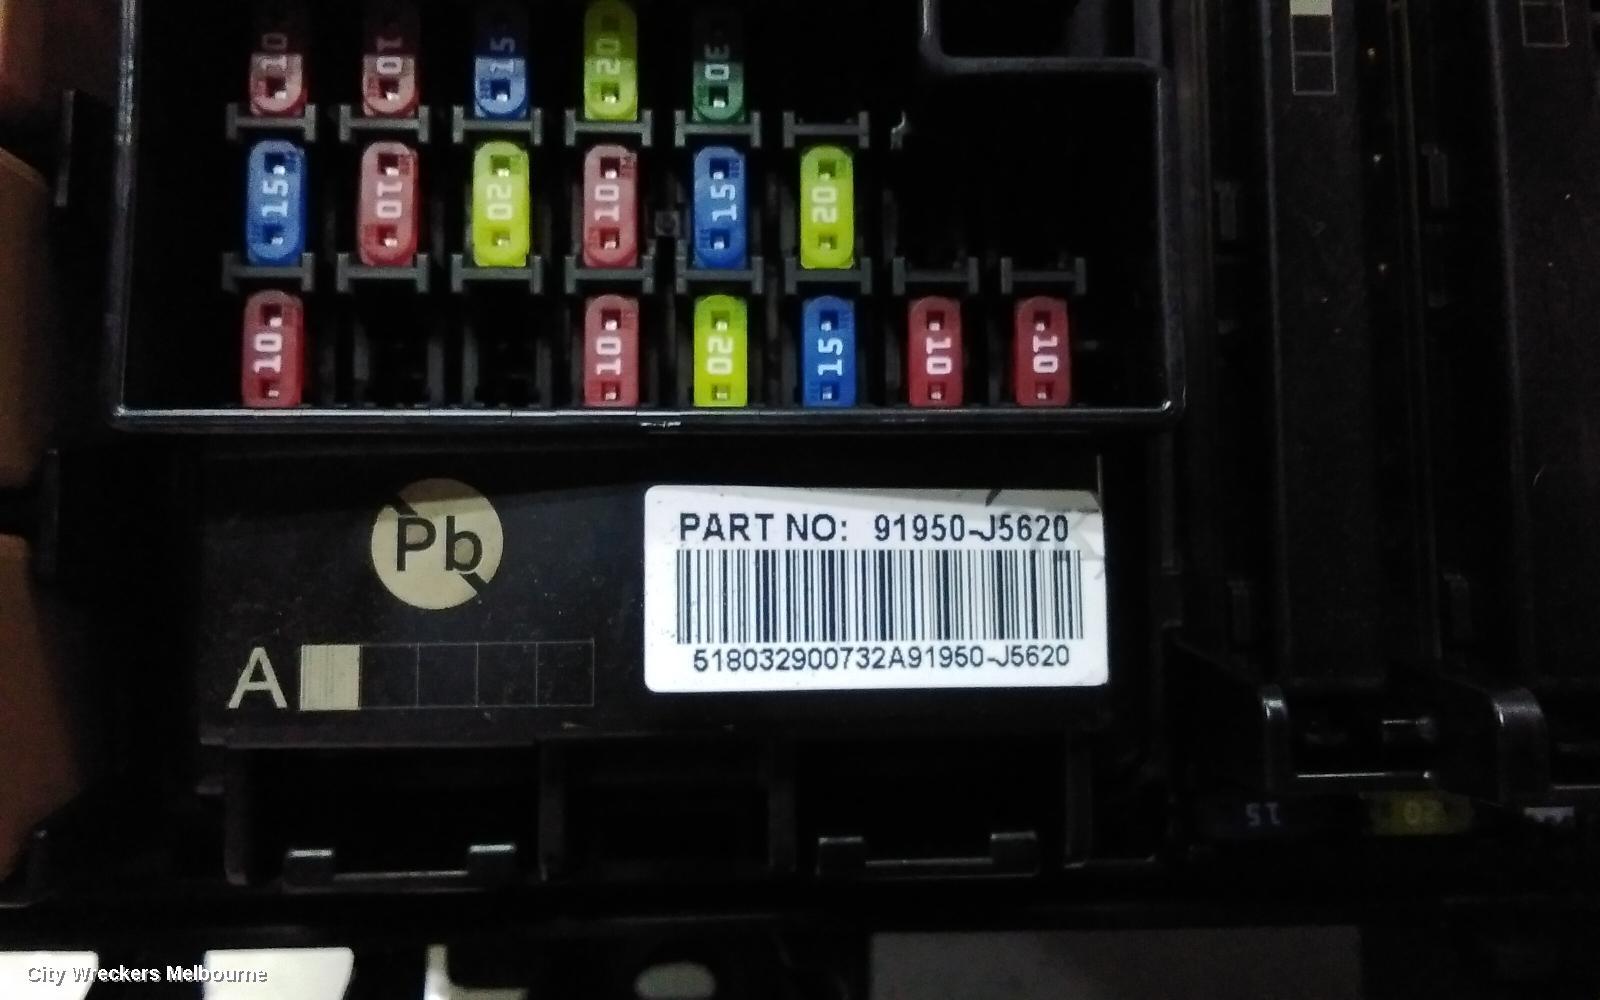 10 10 15 20 30
15 10 20 10 15 20
10 10 20 15 10 10
Pb
PART NO: 91950-J5620
518032900732A91950-J5620
A
15 20
City Wreckers Melbourne